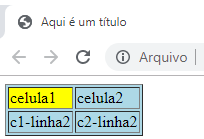 Aqui é um título
Arquivo
celula1 celula2
c1-linha2 c2-linha2